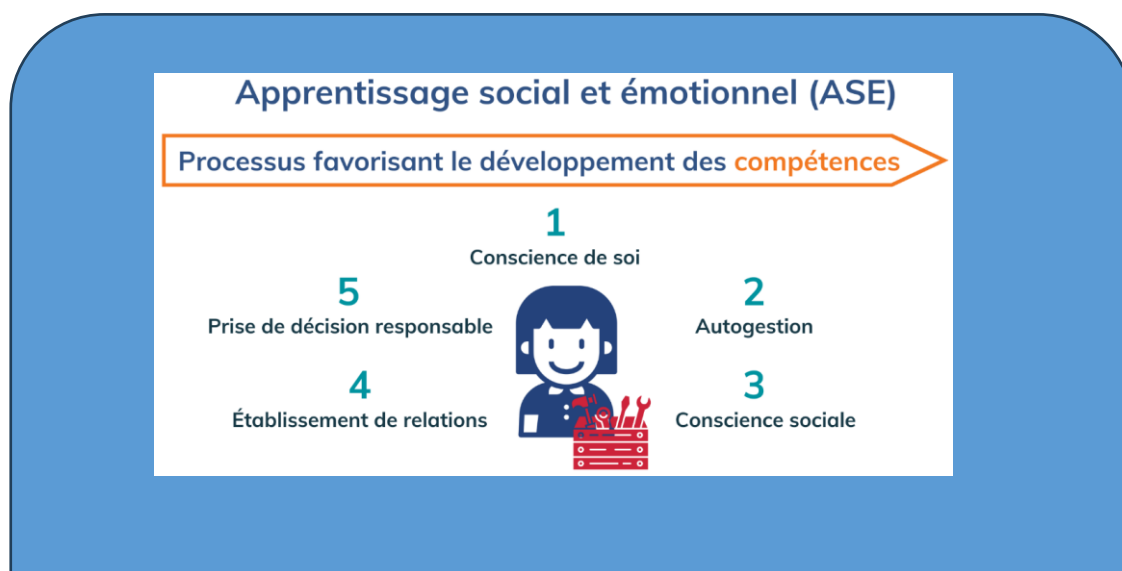 Apprentissage social et émotionnel (ASE)
Processus favorisant le développement des compétences
1
Conscience de soi
2
Autogestion
3
Conscience sociale
4
Établissement de relations
5
Prise de décision responsable